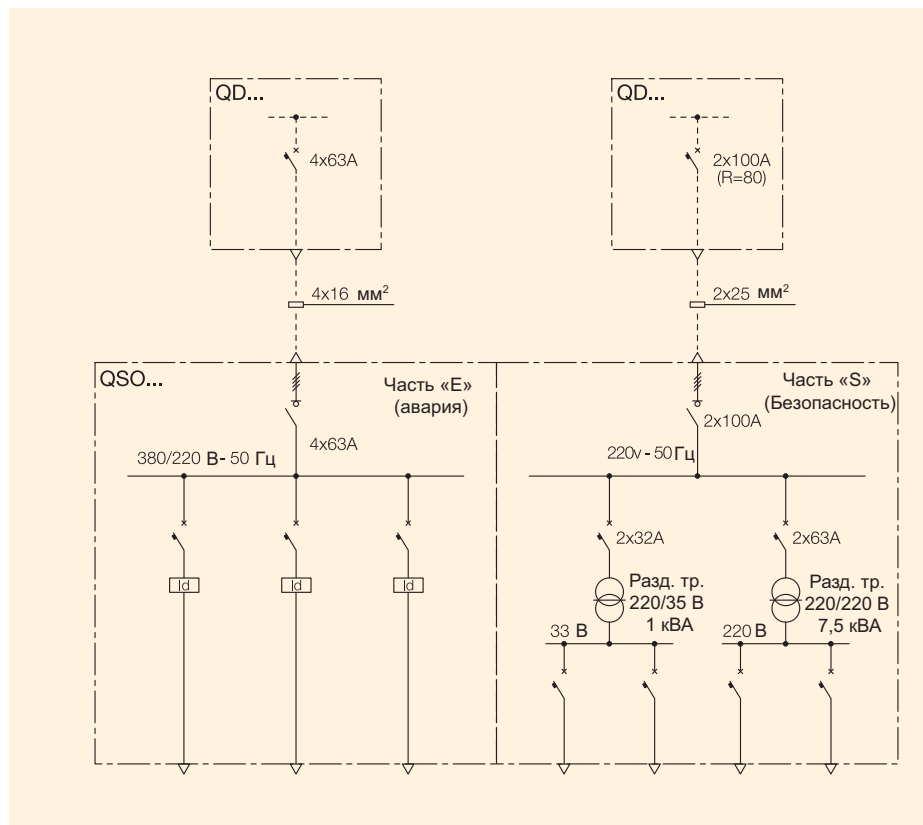 QD...
4x63A
QD...
2x100A
(R=80)
4x16 мм²
2x25 мм²
QSO...
Часть «E»
(авария)
4x63A
380/220 В- 50 Гц
Часть «S»
(Безопасность)
2x100A
220v - 50 Гц
Id
Id
Id
2x32A
Разд. тр.
220/35 В
1 кВА
33 В
2x63A
Разд. тр.
220/220 В
7,5 кВА
220 В